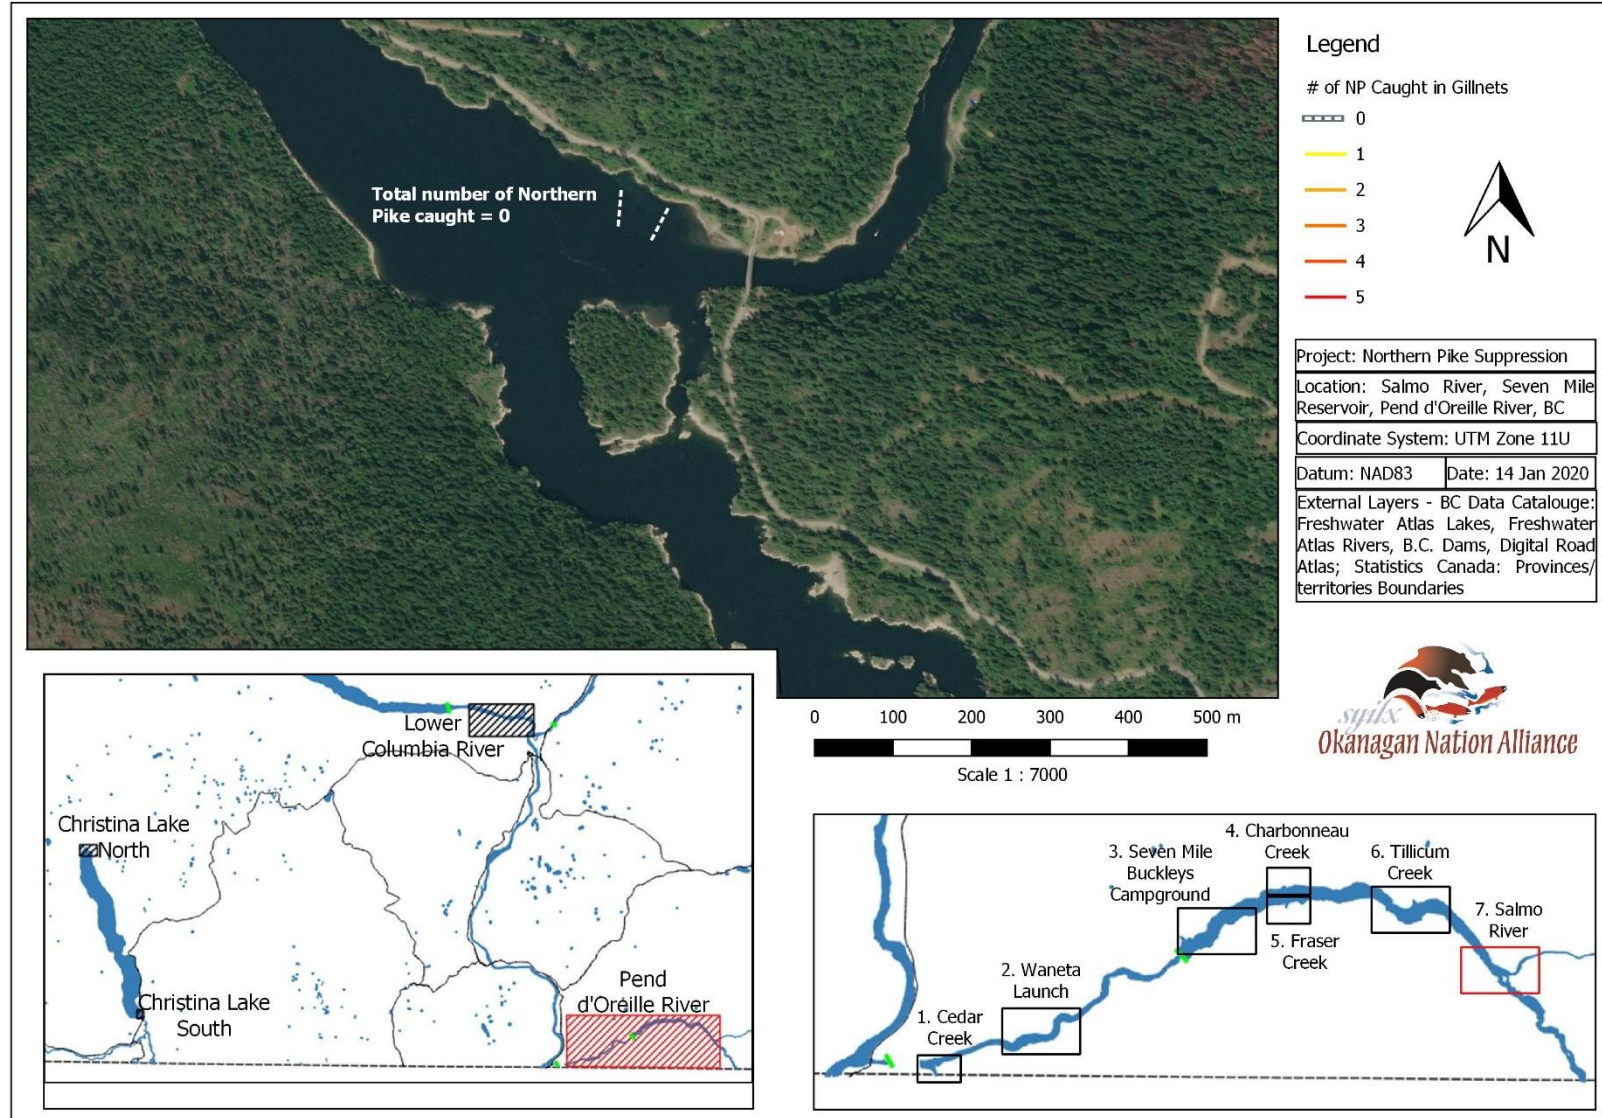 Total number of Northern
Pike caught = 0
Legend
# of NP Caught in Gillnets
0
1
2
3
4
5
N
Project: Northern Pike Suppression
Location: Salmo River, Seven Mile
Reservoir, Pend d'Oreille River, BC
Coordinate System: UTM Zone 11U
Datum: NAD83
Date: 14 Jan 2020
External Layers - BC Data Catalouge:
Freshwater Atlas Lakes, Freshwater
Atlas Rivers, B.C. Dams, Digital Road
Atlas; Statistics Canada: Provinces/
territories Boundaries
syilx
Okanagan Nation Alliance
0 100 200 300 400 500 m
Scale 1 : 7000
Lower
Columbia River
Christina Lake
North
Christina Lake
South
Pend
d'Oreille River
1. Cedar
Creek
2. Waneta
Launch
3. Seven Mile
Buckleys
Campground
4. Charbonneau
Creek
5. Fraser
Creek
6. Tillicum
Creek
7. Salmo
River